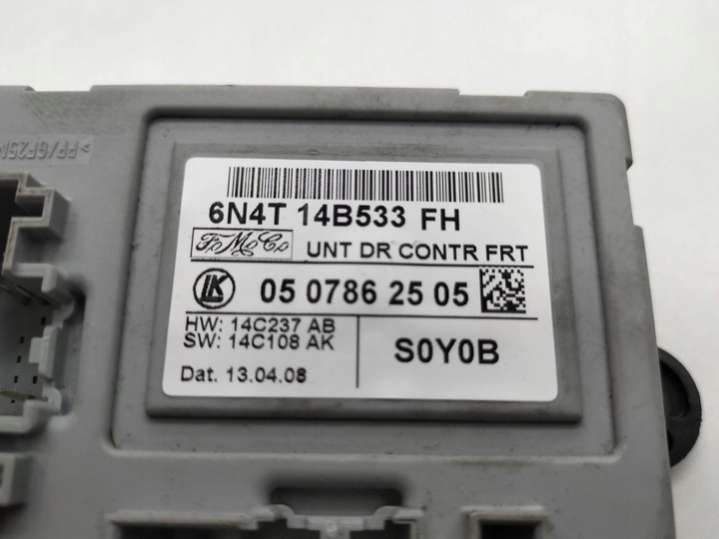 6N4T 14B533 FH
FoMoCo UNT DR CONTR FRT
LK 05 0786 25 05
HW: 14C237 AB
SW: 14C108 AK
S0Y0B
Dat. 13.04.08